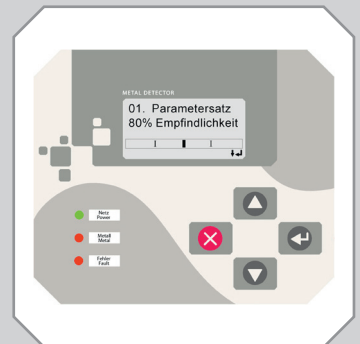 METAL DETECTOR
01. Parametersatz
80% Empfindlichkeit
Netz
Power
Metall
Metal
Fehler
Fault